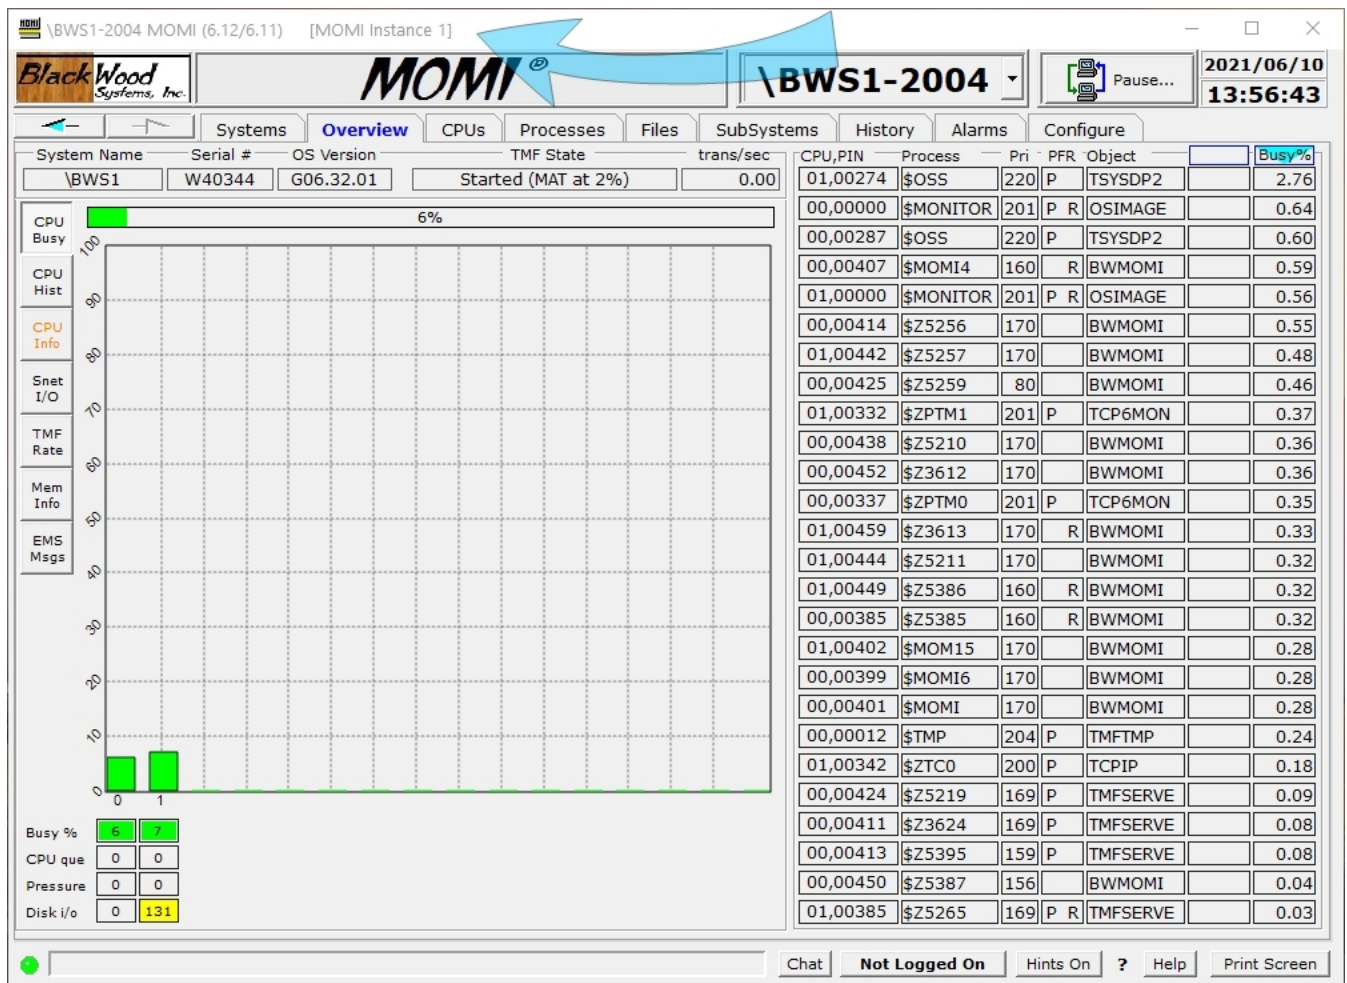 \BWS1-2004 MOMI (6.12/6.11) [MOMI Instance 1]
BlackWood Systems, Inc.
MOMI ®
\BWS1-2004
Pause...
2021/06/10
13:56:43
Systems Overview CPUs Processes Files SubSystems History Alarms Configure
System Name Serial # OS Version TMF State trans/sec
\BWS1 W40344 G06.32.01 Started (MAT at 2%) 0.00
CPU Busy
CPU Hist
CPU Info
Snet I/O
TMF Rate
Mem Info
EMS Msgs
6%
100
90
80
70
60
50
40
30
20
10
0
0 1
Busy % 6 7
CPU que 0 0
Pressure 0 0
Disk i/o 0 131
CPU,PIN Process Pri PFR Object Busy%
01,00274 $OSS 220 P TSYSDP2 2.76
00,00000 $MONITOR 201 P R OSIMAGE 0.64
00,00287 $OSS 220 P TSYSDP2 0.60
00,00407 $MOMI4 160 R BWMOMI 0.59
01,00000 $MONITOR 201 P R OSIMAGE 0.56
00,00414 $Z5256 170 BWMOMI 0.55
01,00442 $Z5257 170 BWMOMI 0.48
00,00425 $Z5259 80 BWMOMI 0.46
01,00332 $ZPTM1 201 P TCP6MON 0.37
00,00438 $Z5210 170 BWMOMI 0.36
00,00452 $Z3612 170 BWMOMI 0.36
00,00337 $ZPTM0 201 P TCP6MON 0.35
01,00459 $Z3613 170 R BWMOMI 0.33
01,00444 $Z5211 170 BWMOMI 0.32
01,00449 $Z5386 160 R BWMOMI 0.32
00,00385 $Z5385 160 R BWMOMI 0.32
01,00402 $MOM15 170 BWMOMI 0.28
00,00399 $MOMI6 170 BWMOMI 0.28
00,00401 $MOMI 170 BWMOMI 0.28
00,00012 $TMP 204 P TMFTMP 0.24
01,00342 $ZTC0 200 P TCPIP 0.18
00,00424 $Z5219 169 P TMFSERVE 0.09
00,00411 $Z3624 169 P TMFSERVE 0.08
00,00413 $Z5395 159 P TMFSERVE 0.08
00,00450 $Z5387 156 BWMOMI 0.04
01,00385 $Z5265 169 P R TMFSERVE 0.03
Chat Not Logged On Hints On ? Help Print Screen